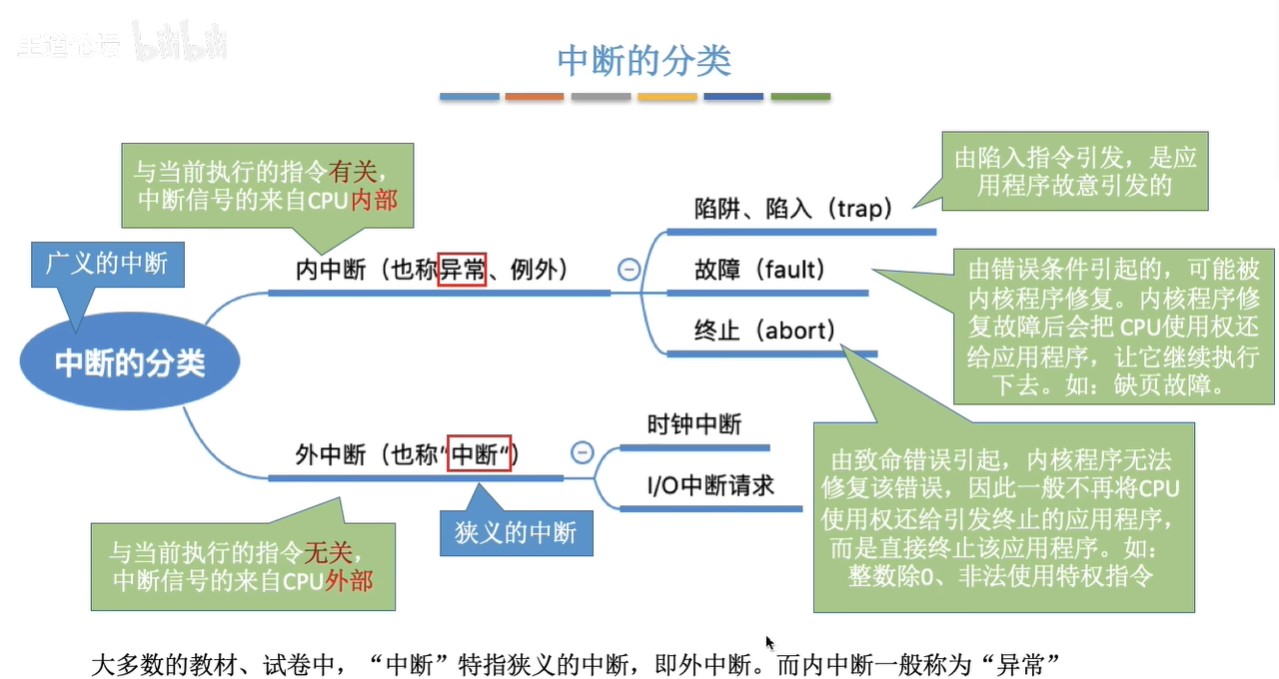 王道论坛 bilibili
中断的分类
与当前执行的指令有关，
中断信号的来自CPU内部
由陷入指令引发，是应
用程序故意引发的
陷阱、陷入（trap）
广义的中断
内中断（也称异常、例外）
故障（fault）
由错误条件引起的，可能被
内核程序修复。内核程序修
复故障后会把 CPU使用权还
给应用程序，让它继续执行
下去。如：缺页故障。
终止（abort）
中断的分类
时钟中断
外中断（也称“中断“）
I/O中断请求
由致命错误引起，内核程序无法
修复该错误，因此一般不再将CPU
使用权还给引发终止的应用程序，
而是直接终止该应用程序。如：
整数除0、非法使用特权指令
狭义的中断
与当前执行的指令无关，
中断信号的来自CPU外部
大多数的教材、试卷中，“中断”特指狭义的中断，即外中断。而内中断一般称为“异常”